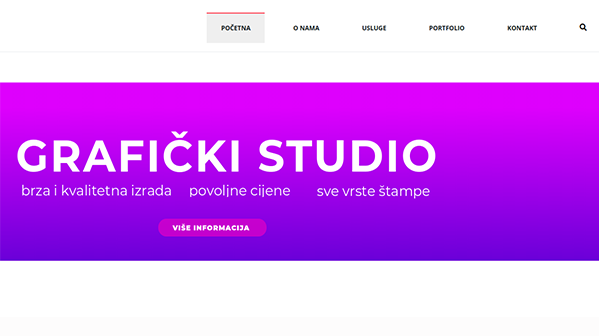 POČETNA O NAMA USLUGE PORTFOLIO KONTAKT
GRAFIČKI STUDIO
brza i kvalitetna izrada povoljne cijene sve vrste štampe
VIŠE INFORMACIJA